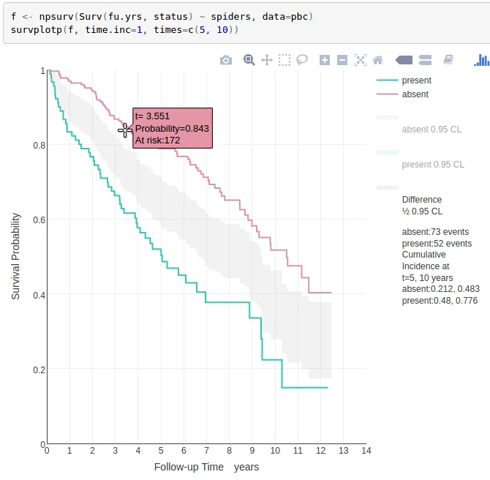 f <- npsurv(Surv(fu.yrs, status) ~ spiders, data=pbc)
survplotp(f, time.inc=1, times=c(5, 10))
present
absent
absent 0.95 CL
present 0.95 CL
Difference
½ 0.95 CL
absent:73 events
present:52 events
Cumulative
Incidence at
t=5, 10 years
absent:0.212, 0.483
present:0.48, 0.776
t= 3.551
Probability=0.843
At risk:172
Survival Probability
1
0.8
0.6
0.4
0.2
0
0 1 2 3 4 5 6 7 8 9 10 11 12 13 14
Follow-up Time years